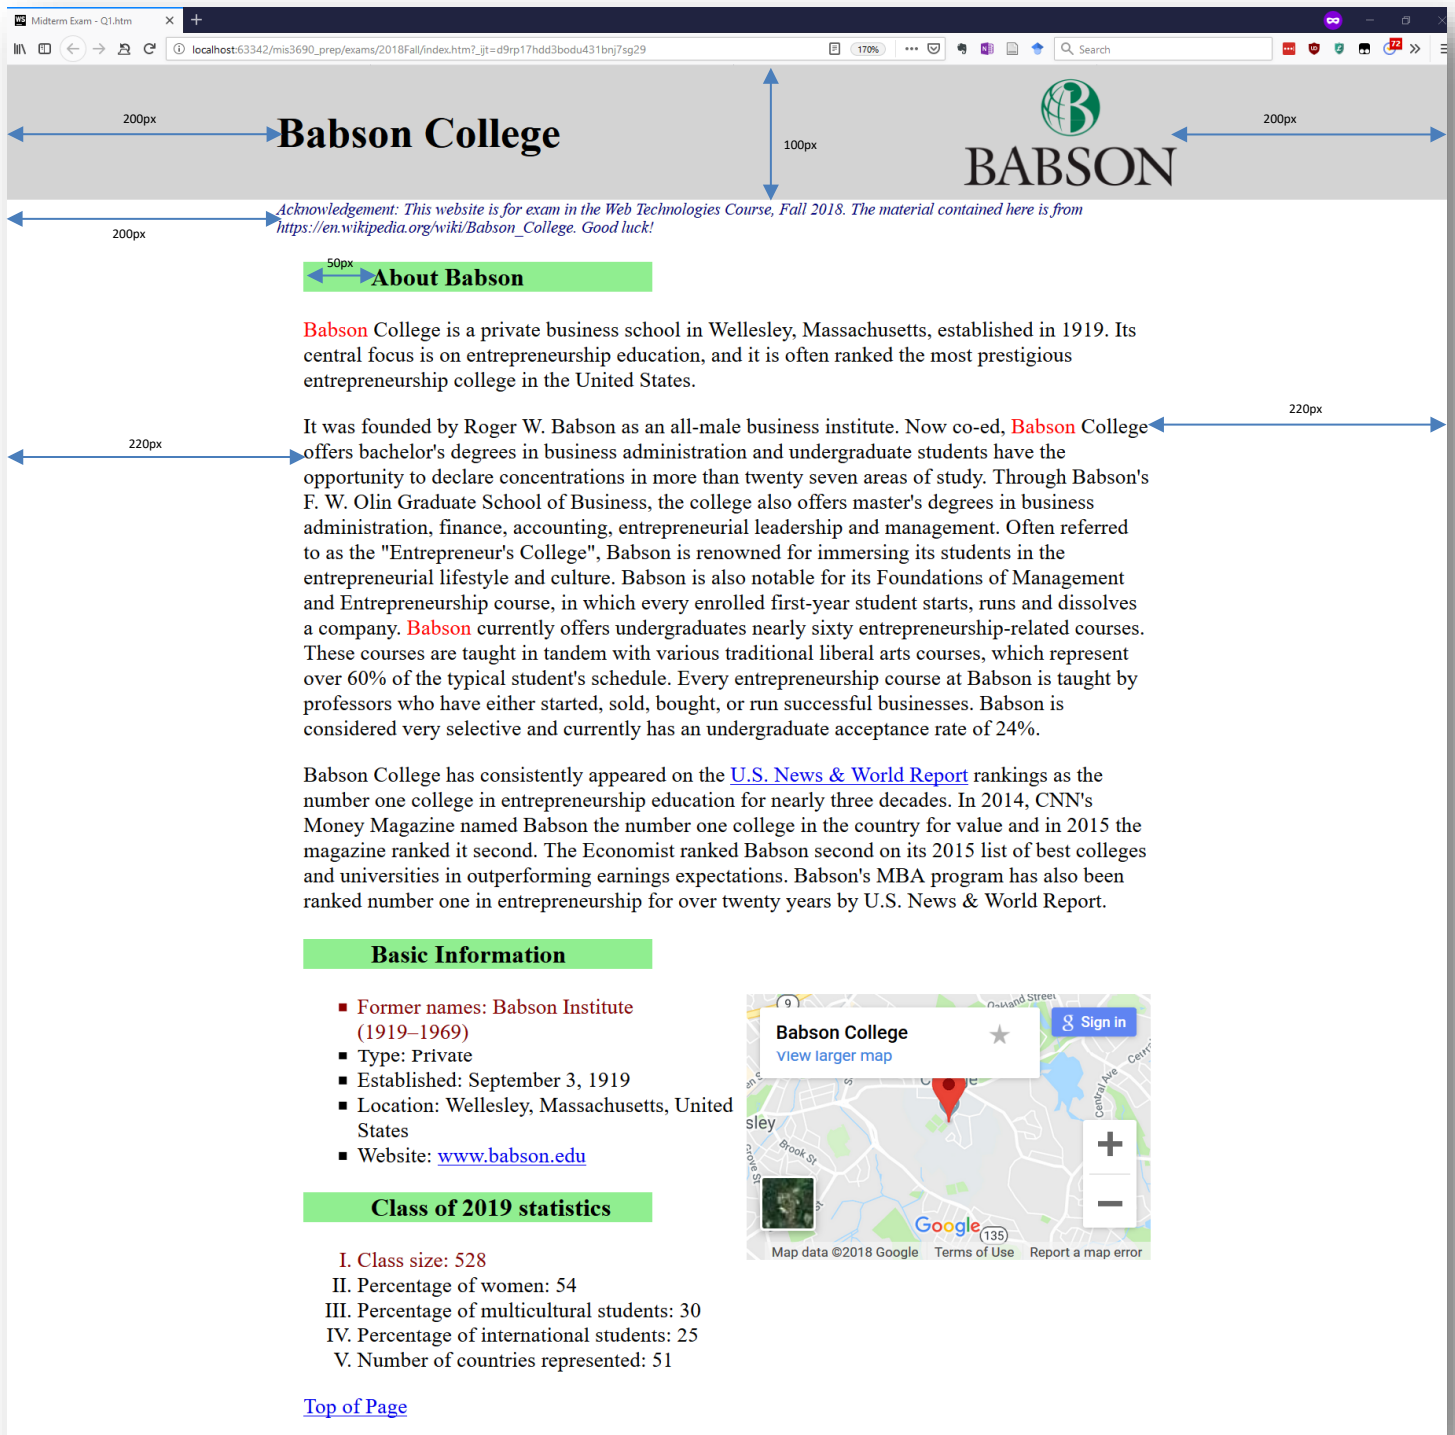 Midterm Exam - Q1.htm
localhost:63342/mis3690_prep/exams/2018Fall/index.htm?_ijt=d9rp17hdd3bodu431bnj7sg29
170%
Search
72
200px
Babson College
100px
BABSON
200px
200px
Acknowledgement: This website is for exam in the Web Technologies Course, Fall 2018. The material contained here is from
https://en.wikipedia.org/wiki/Babson_College. Good luck!
50px
About Babson
Babson College is a private business school in Wellesley, Massachusetts, established in 1919. Its
central focus is on entrepreneurship education, and it is often ranked the most prestigious
entrepreneurship college in the United States.
220px
220px
It was founded by Roger W. Babson as an all-male business institute. Now co-ed, Babson College
offers bachelor's degrees in business administration and undergraduate students have the
opportunity to declare concentrations in more than twenty seven areas of study. Through Babson's
F. W. Olin Graduate School of Business, the college also offers master's degrees in business
administration, finance, accounting, entrepreneurial leadership and management. Often referred
to as the "Entrepreneur's College", Babson is renowned for immersing its students in the
entrepreneurial lifestyle and culture. Babson is also notable for its Foundations of Management
and Entrepreneurship course, in which every enrolled first-year student starts, runs and dissolves
a company. Babson currently offers undergraduates nearly sixty entrepreneurship-related courses.
These courses are taught in tandem with various traditional liberal arts courses, which represent
over 60% of the typical student's schedule. Every entrepreneurship course at Babson is taught by
professors who have either started, sold, bought, or run successful businesses. Babson is
considered very selective and currently has an undergraduate acceptance rate of 24%.
Babson College has consistently appeared on the U.S. News & World Report rankings as the
number one college in entrepreneurship education for nearly three decades. In 2014, CNN's
Money Magazine named Babson the number one college in the country for value and in 2015 the
magazine ranked it second. The Economist ranked Babson second on its 2015 list of best colleges
and universities in outperforming earnings expectations. Babson's MBA program has also been
ranked number one in entrepreneurship for over twenty years by U.S. News & World Report.
Basic Information
▪ Former names: Babson Institute
(1919–1969)
▪ Type: Private
▪ Established: September 3, 1919
▪ Location: Wellesley, Massachusetts, United
States
▪ Website: www.babson.edu
9
Oakland Street
Babson College
View larger map
Sign in
Central Ave
Brook St
Grove St
Google
135
Map data ©2018 Google Terms of Use Report a map error
Class of 2019 statistics
I. Class size: 528
II. Percentage of women: 54
III. Percentage of multicultural students: 30
IV. Percentage of international students: 25
V. Number of countries represented: 51
Top of Page